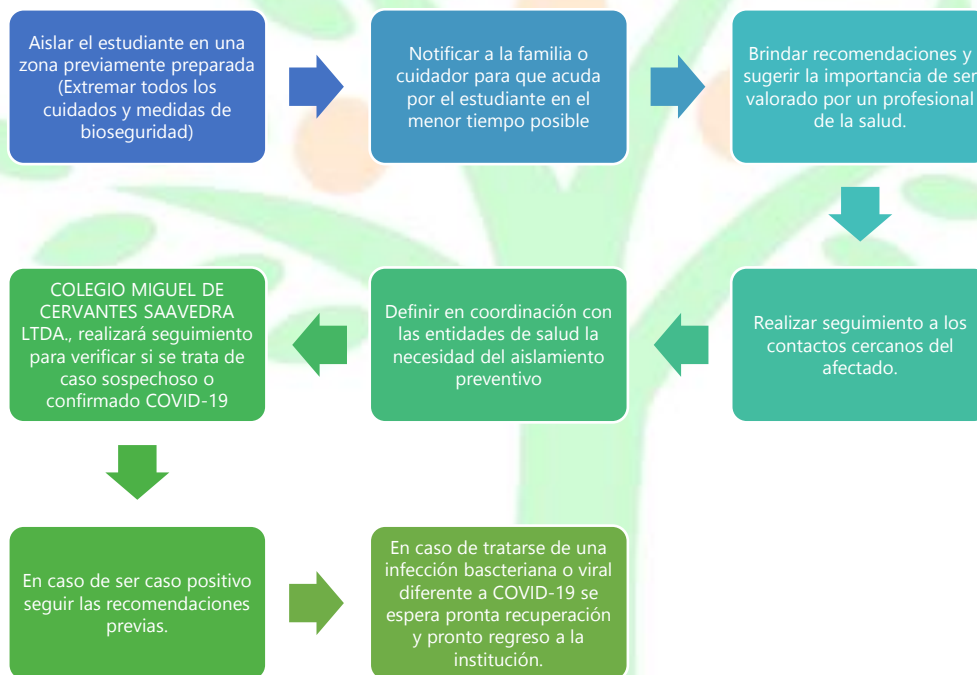 Aislar el estudiante en una
zona previamente preparada
(Extremar todos los
cuidados y medidas de
bioseguridad)
Notificar a la familia o
cuidador para que acuda
por el estudiante en el
menor tiempo posible
Brindar recomendaciones y
sugerir la importancia de ser
valorado por un profesional
de la salud.
Realizar seguimiento a los
contactos cercanos del
afectado.
Definir en coordinación con
las entidades de salud la
necesidad del aislamiento
preventivo
COLEGIO MIGUEL DE
CERVANTES SAAVEDRA
LTDA., realizará seguimiento
para verificar si se trata de
caso sospechoso o
confirmado COVID-19
En caso de ser caso positivo
seguir las recomendaciones
previas.
En caso de tratarse de una
infección bascteriana o viral
diferente a COVID-19 se
espera pronta recuperación
y pronto regreso a la
institución.